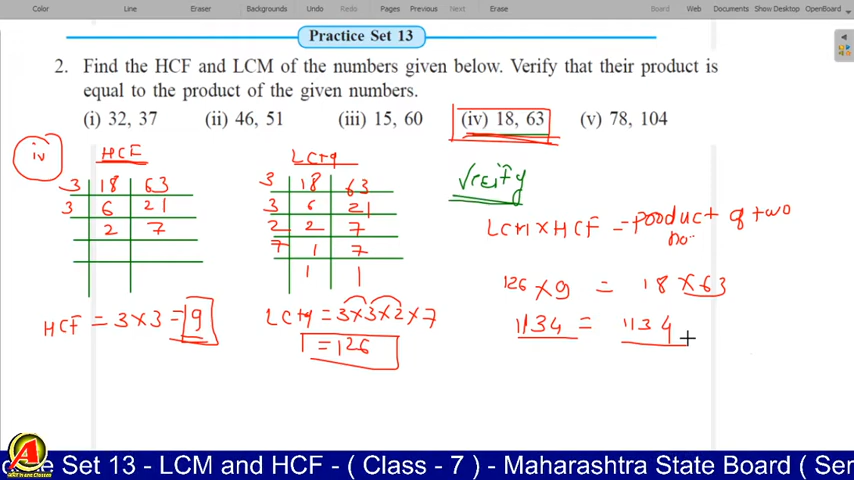 Color Line Eraser Backgrounds Undo Redo Pages Previous Next Erase Board Web Documents Show Desktop OpenBoard
Practice Set 13
2. Find the HCF and LCM of the numbers given below. Verify that their product is
equal to the product of the given numbers.
(i) 32, 37 (ii) 46, 51 (iii) 15, 60 (iv) 18, 63 (v) 78, 104
iv
HCF
3 18 63
3 6 21
2 7
HCF = 3×3 = 9
LCM
3 18 63
3 6 21
2 2 7
7 1 7
1 1
LCM = 3×3×2×7
= 126
Verify
LCM×HCF = product of two
no.
126 × 9 = 18 × 63
1134 = 1134
A
Set 13 - LCM and HCF - ( Class - 7 ) - Maharashtra State Board (